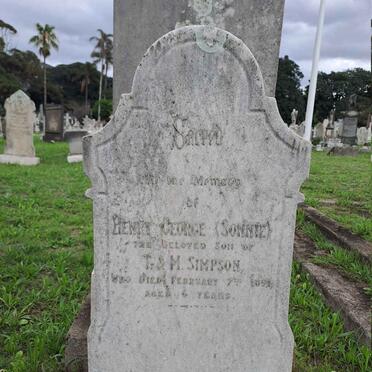 Sacred
To the Memory
of
HENRY GEORGE (SONNIE)
THE BELOVED SON OF
T. & M. SIMPSON,
WHO DIED FEBRUARY 7TH
AGED 4 YEARS.